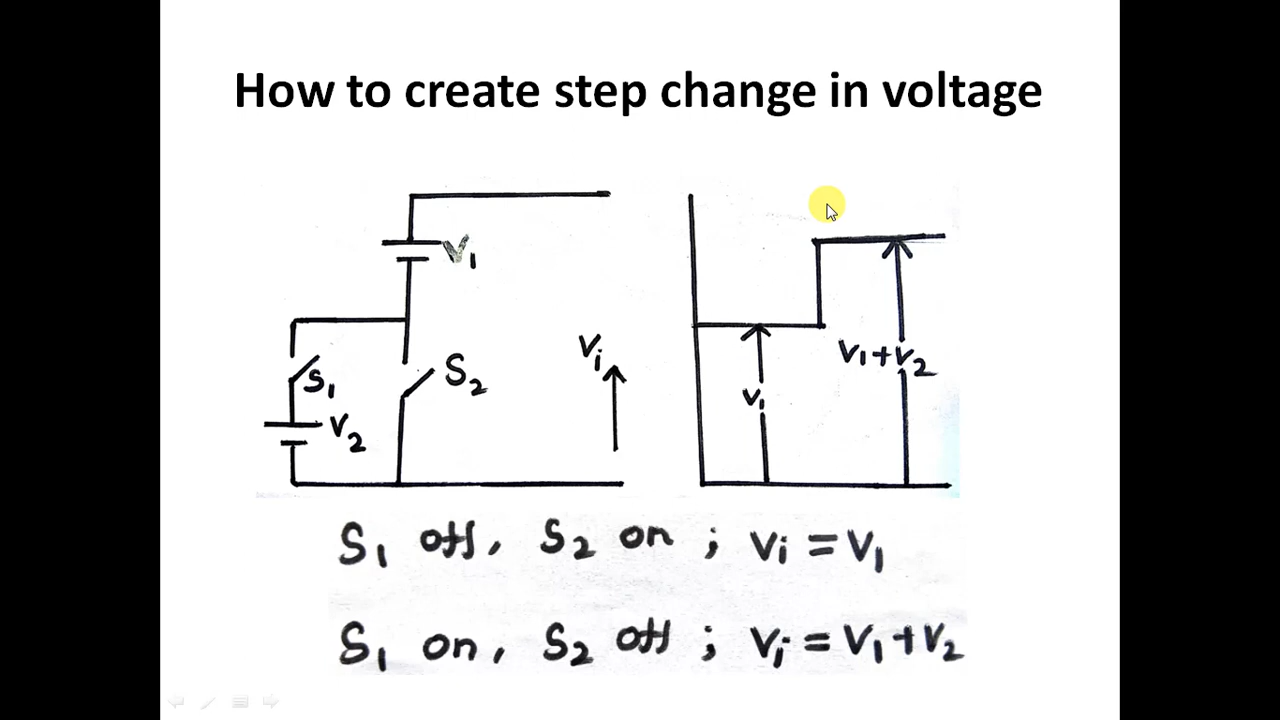 How to create step change in voltage
V₁
S₁
S₂
V₂
Vi
V₁
V₁+V₂
S₁ off, S₂ on ; Vi = V₁
S₁ on, S₂ off ; Vi = V₁+V₂